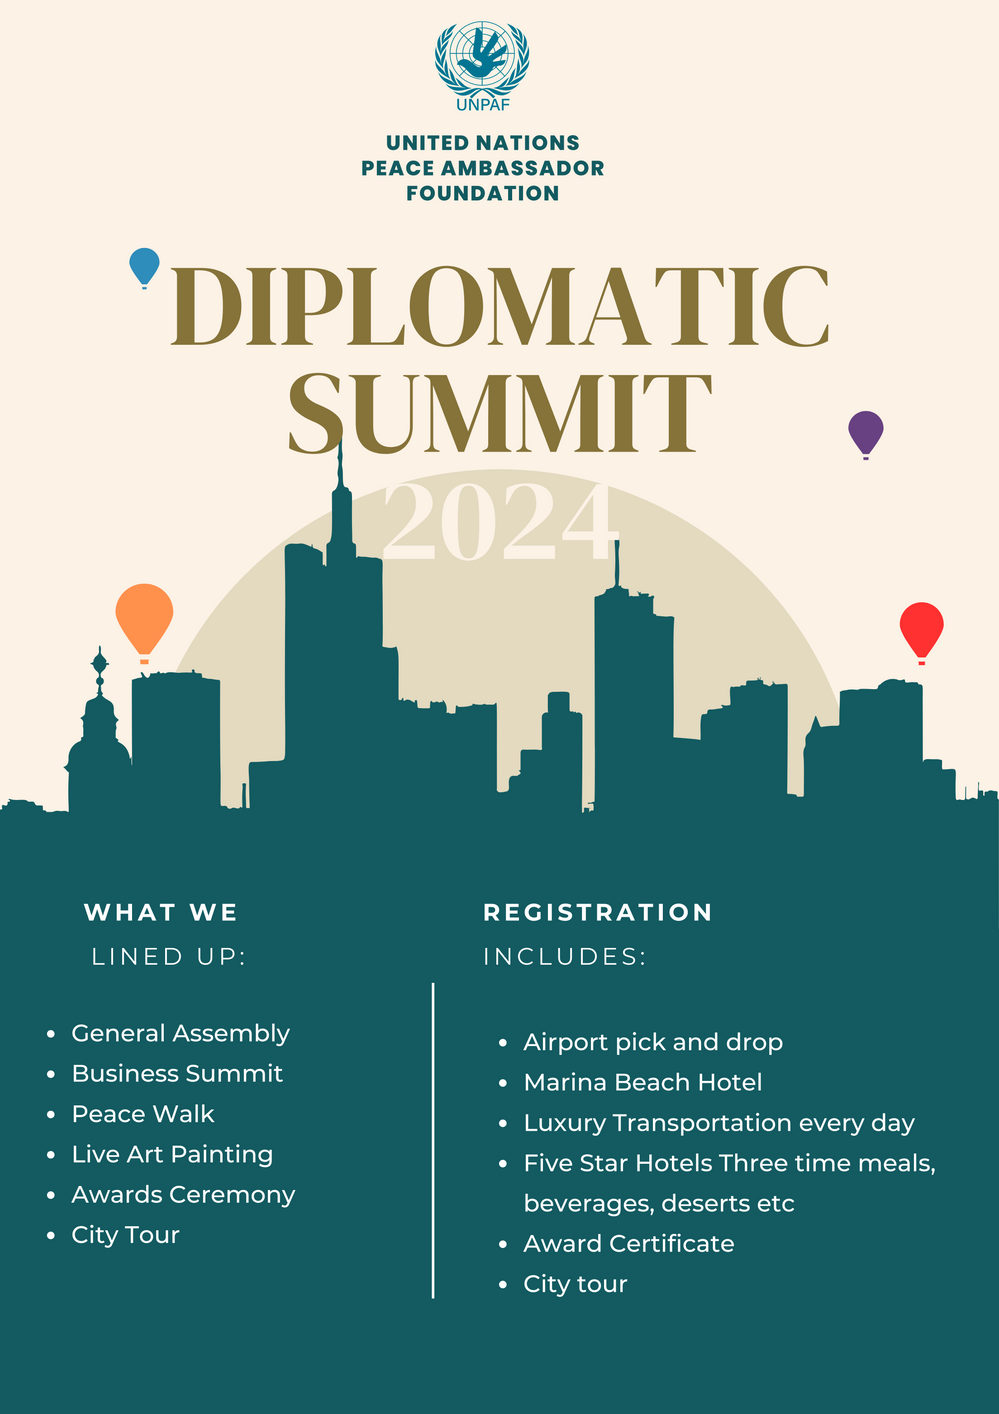 UNPAF
UNITED NATIONS
PEACE AMBASSADOR
FOUNDATION
DIPLOMATIC
SUMMIT
2024
WHAT WE
LINED UP:
• General Assembly
• Business Summit
• Peace Walk
• Live Art Painting
• Awards Ceremony
• City Tour
REGISTRATION
INCLUDES:
• Airport pick and drop
• Marina Beach Hotel
• Luxury Transportation every day
• Five Star Hotels Three time meals,
beverages, deserts etc
• Award Certificate
• City tour